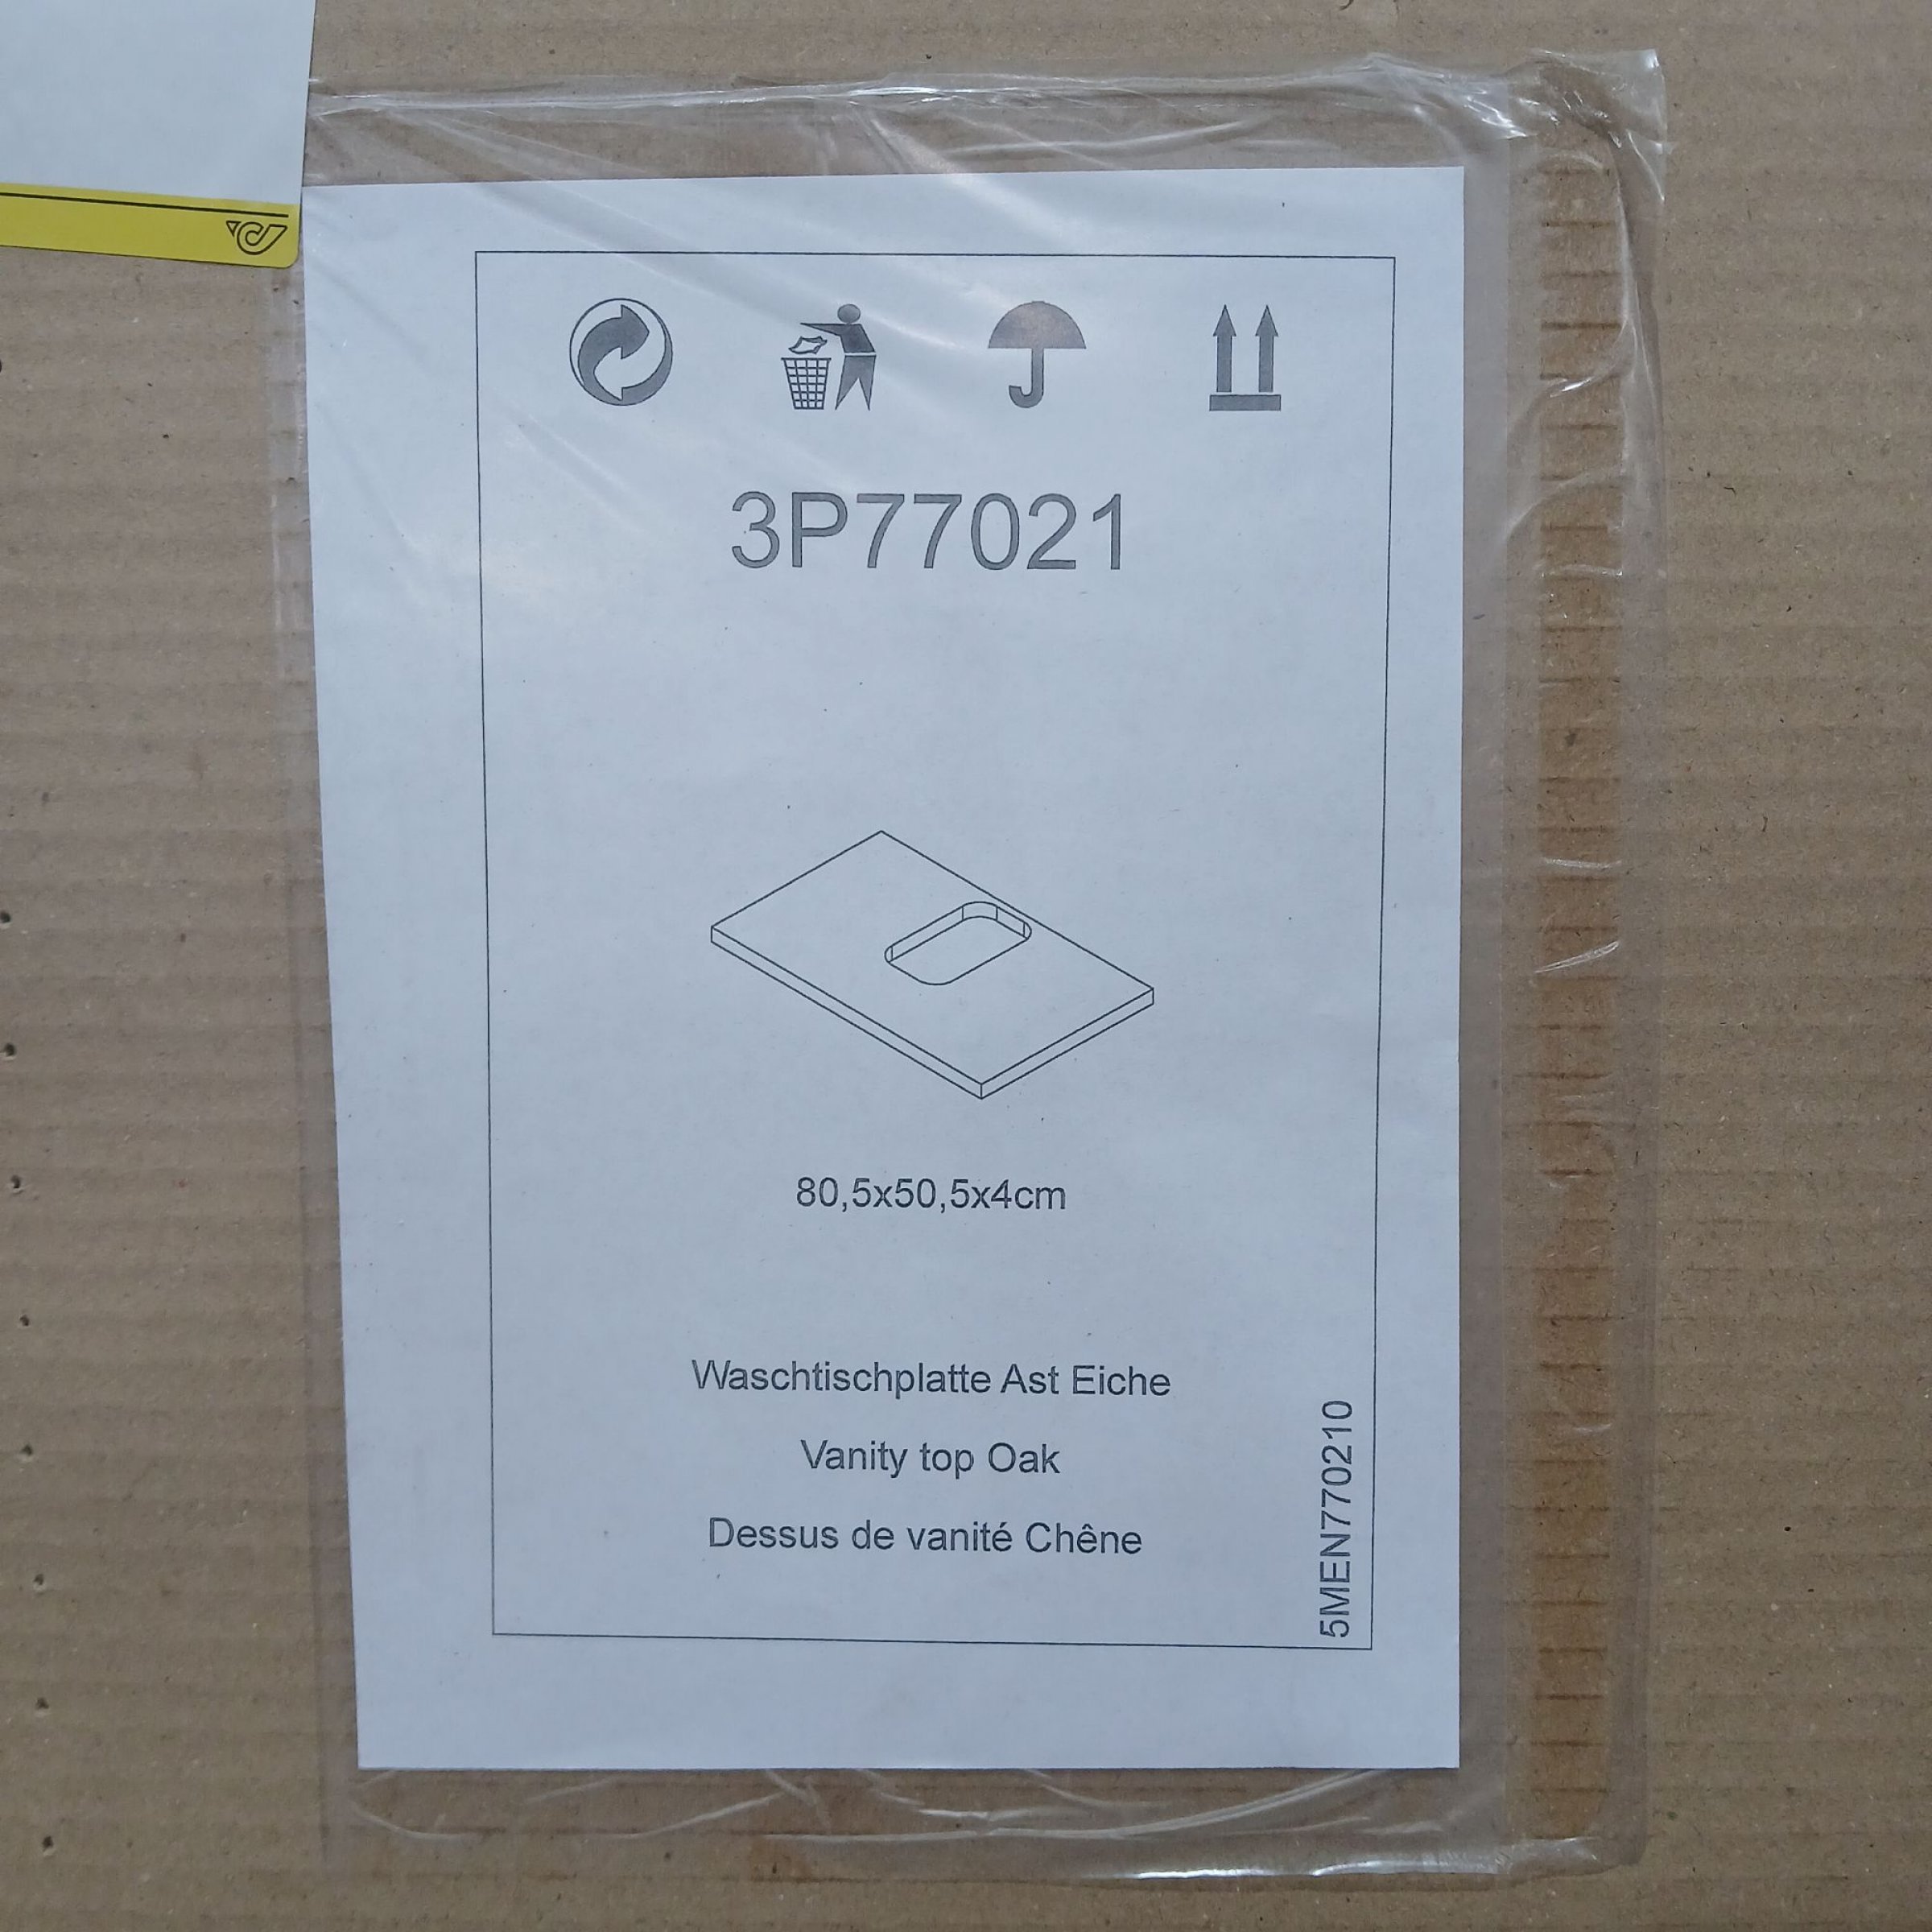 3P77021
80,5x50,5x4cm
Waschtischplatte Ast Eiche
Vanity top Oak
Dessus de vanité Chêne
5MEN770210